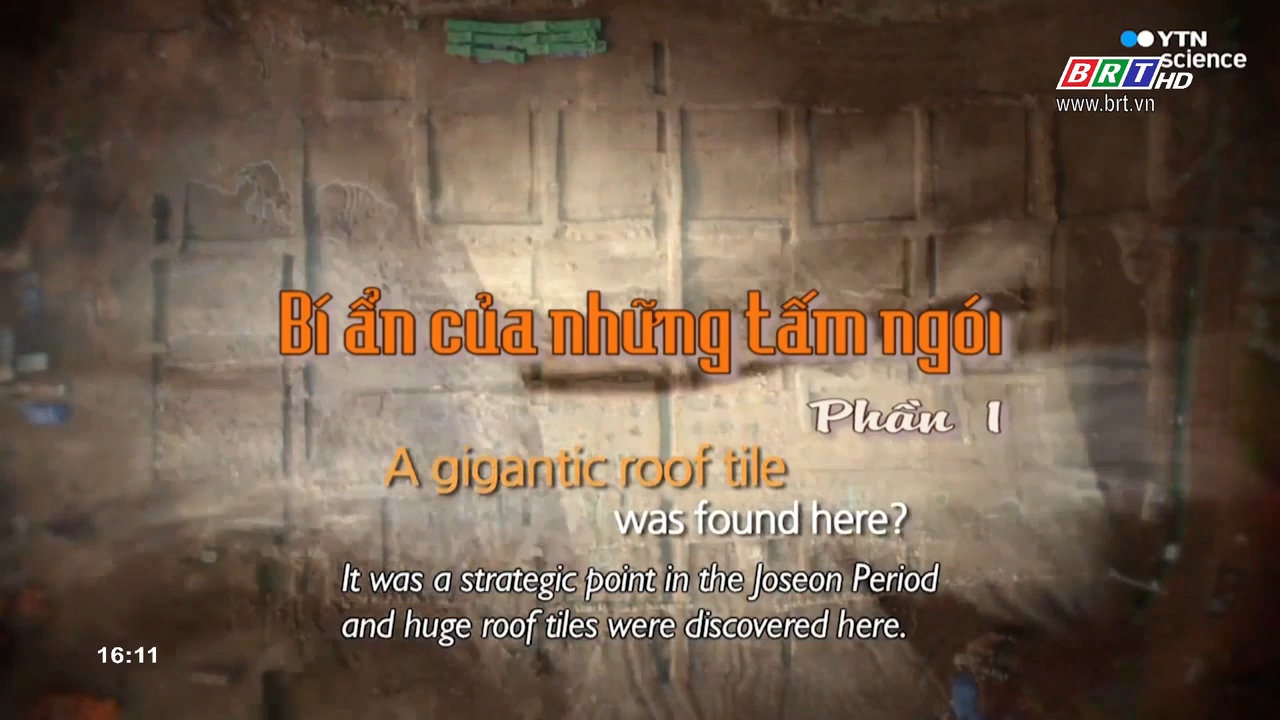 YTN
science
BRT HD
www.brt.vn
Bí ẩn của những tấm ngói
Phần 1
A gigantic roof tile
was found here?
It was a strategic point in the Joseon Period
and huge roof tiles were discovered here.
16:11